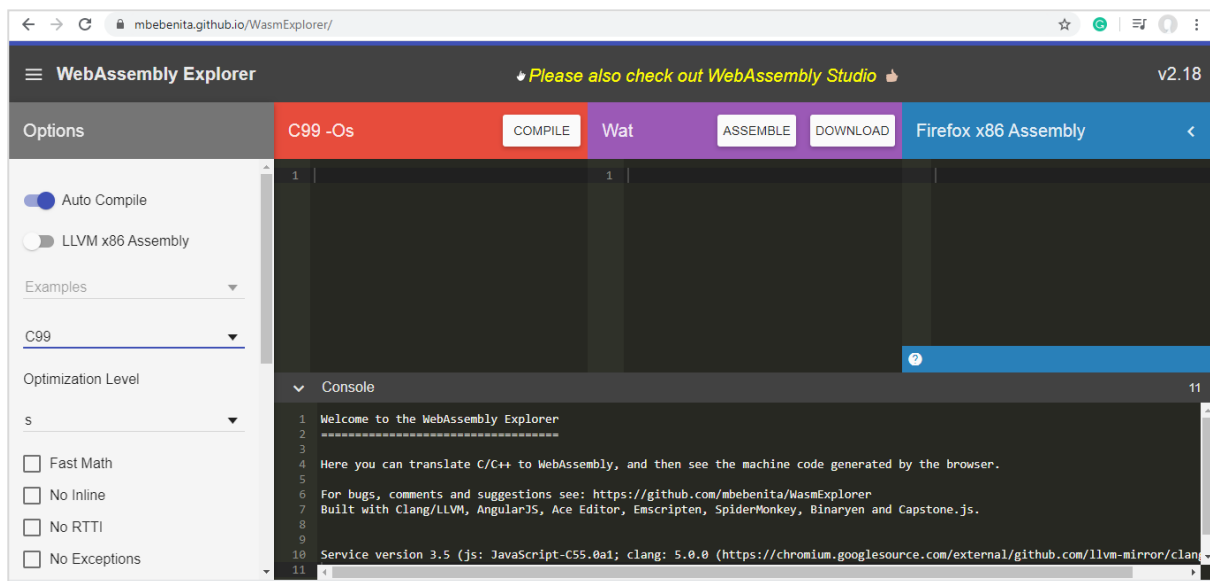 mbebenita.github.io/WasmExplorer/
WebAssembly Explorer
Please also check out WebAssembly Studio
v2.18
Options
C99 -Os
COMPILE
Wat
ASSEMBLE
DOWNLOAD
Firefox x86 Assembly
Auto Compile
LLVM x86 Assembly
Examples
C99
Optimization Level
s
Fast Math
No Inline
No RTTI
No Exceptions
1
1
Console
11
1 Welcome to the WebAssembly Explorer
2 ===================================
3
4 Here you can translate C/C++ to WebAssembly, and then see the machine code generated by the browser.
5
6 For bugs, comments and suggestions see: https://github.com/mbebenita/WasmExplorer
7 Built with Clang/LLVM, AngularJS, Ace Editor, Emscripten, SpiderMonkey, Binaryen and Capstone.js.
8
9
10 Service version 3.5 (js: JavaScript-C55.0a1; clang: 5.0.0 (https://chromium.googlesource.com/external/github.com/llvm-mirror/clang
11